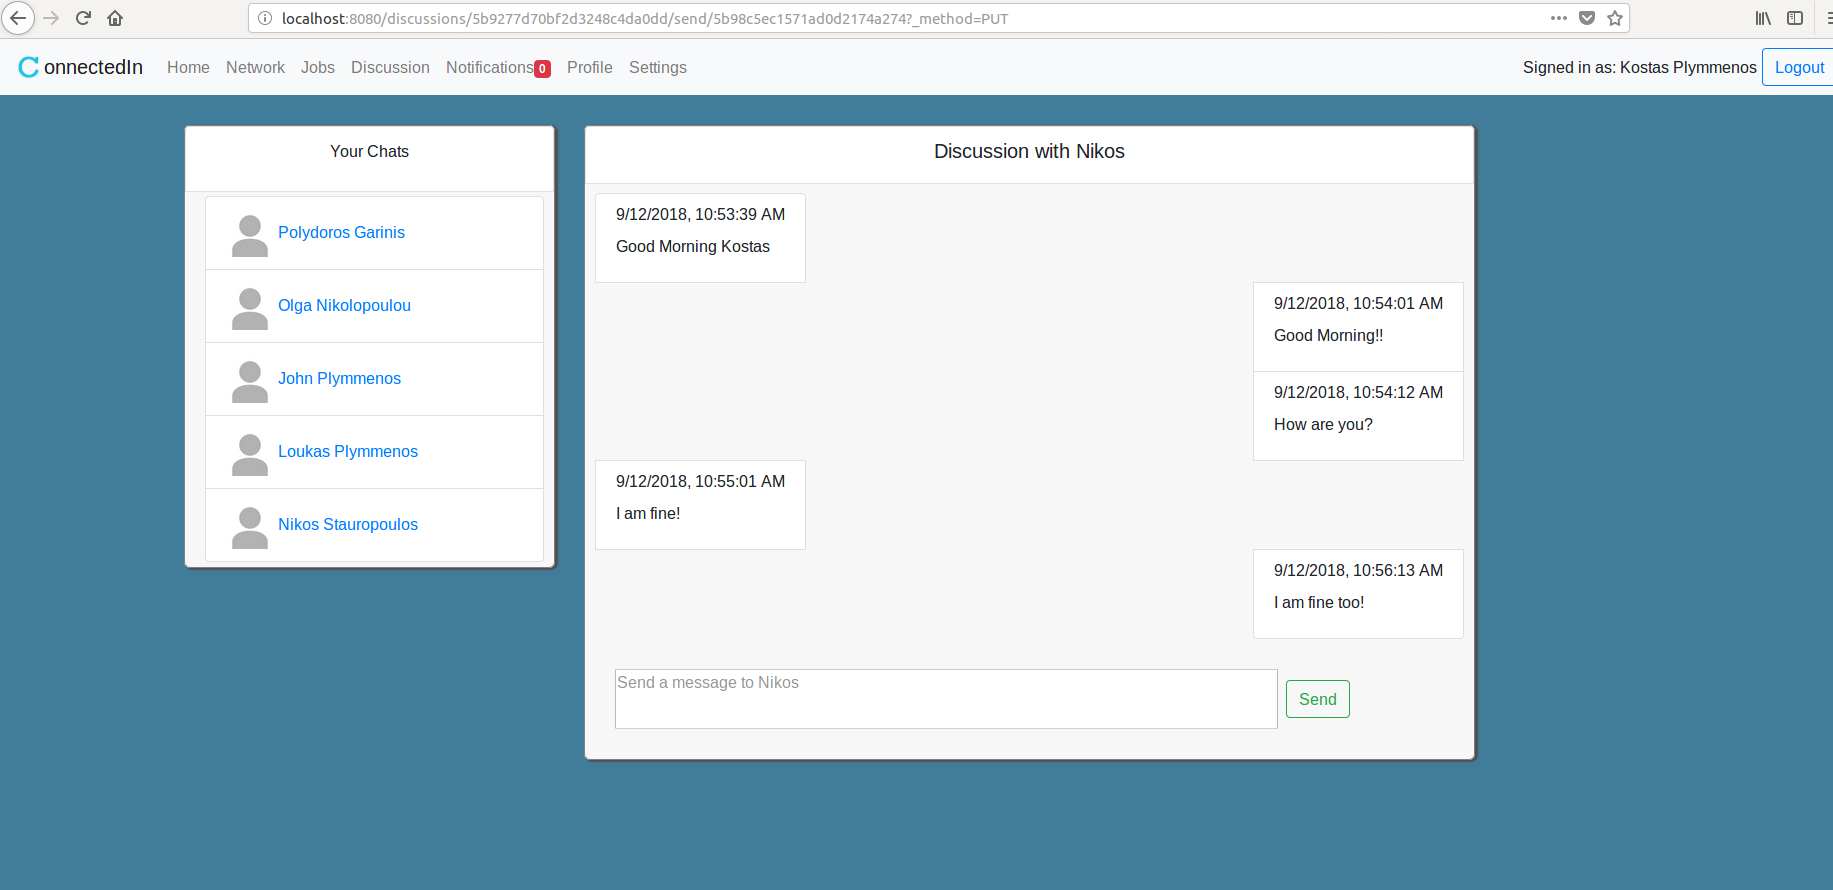 localhost:8080/discussions/5b9277d70bf2d3248c4da0dd/send/5b98c5ec1571ad0d2174a274?_method=PUT
ConnectedIn Home Network Jobs Discussion Notifications 0 Profile Settings Signed in as: Kostas Plymmenos Logout
Your Chats
Polydoros Garinis
Olga Nikolopoulou
John Plymmenos
Loukas Plymmenos
Nikos Stauropoulos
Discussion with Nikos
9/12/2018, 10:53:39 AM
Good Morning Kostas
9/12/2018, 10:54:01 AM
Good Morning!!
9/12/2018, 10:54:12 AM
How are you?
9/12/2018, 10:55:01 AM
I am fine!
9/12/2018, 10:56:13 AM
I am fine too!
Send a message to Nikos
Send